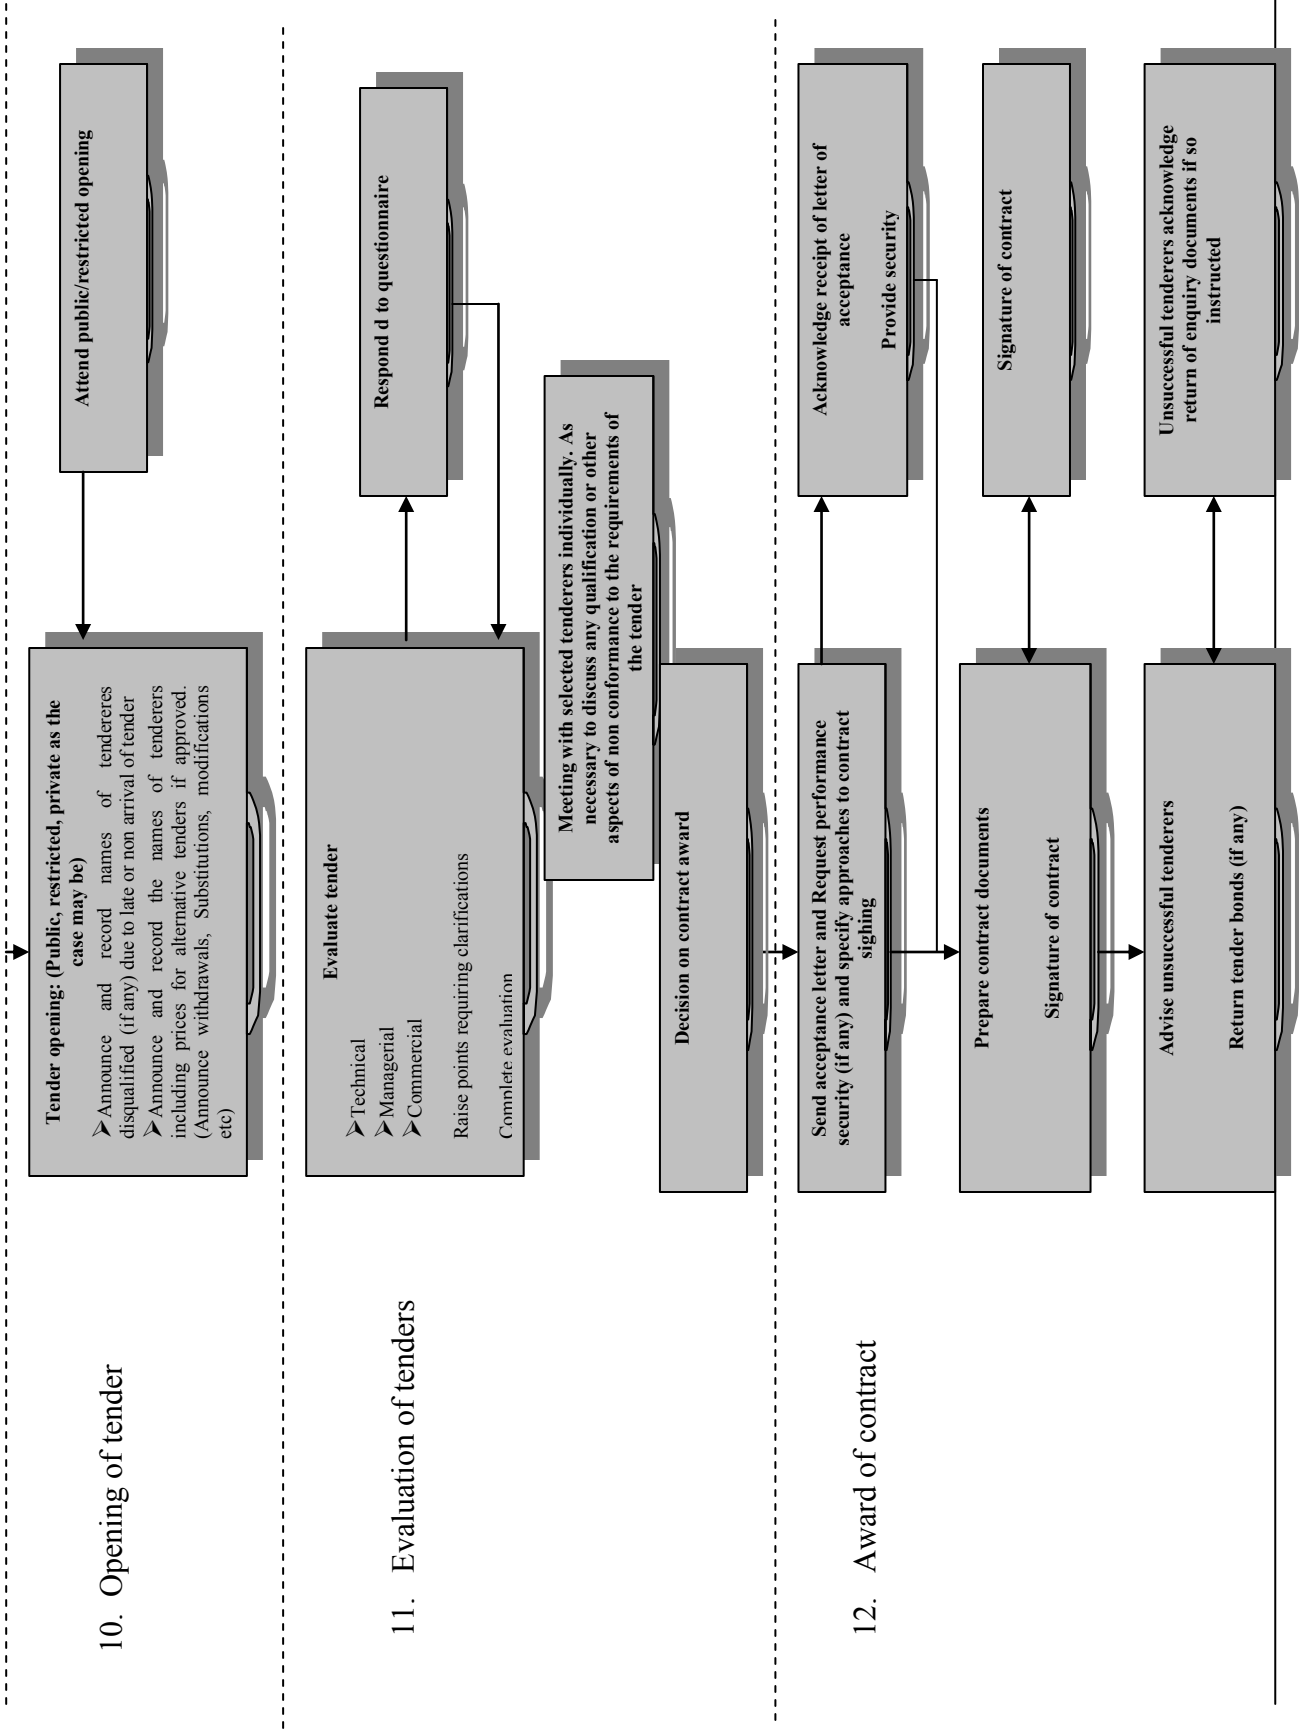 10. Opening of tender
Tender opening: (Public, restricted, private as the
case may be)
➢Announce and record names of tendereres
disqualified (if any) due to late or non arrival of tender
➢Announce and record the names of tenderers
including prices for alternative tenders if approved.
(Announce withdrawals, Substitutions, modifications
etc)
Attend public/restricted opening
11. Evaluation of tenders
Evaluate tender
➢Technical
➢Managerial
➢Commercial
Raise points requiring clarifications
Complete evaluation
Respond d to questionnaire
Meeting with selected tenderers individually. As
necessary to discuss any qualification or other
aspects of non conformance to the requirements of
the tender
Decision on contract award
12. Award of contract
Send acceptance letter and Request performance
security (if any) and specify approaches to contract
sighing
Acknowledge receipt of letter of
acceptance
Provide security
Prepare contract documents
Signature of contract
Signature of contract
Advise unsuccessful tenderers
Return tender bonds (if any)
Unsuccessful tenderers acknowledge
return of enquiry documents if so
instructed